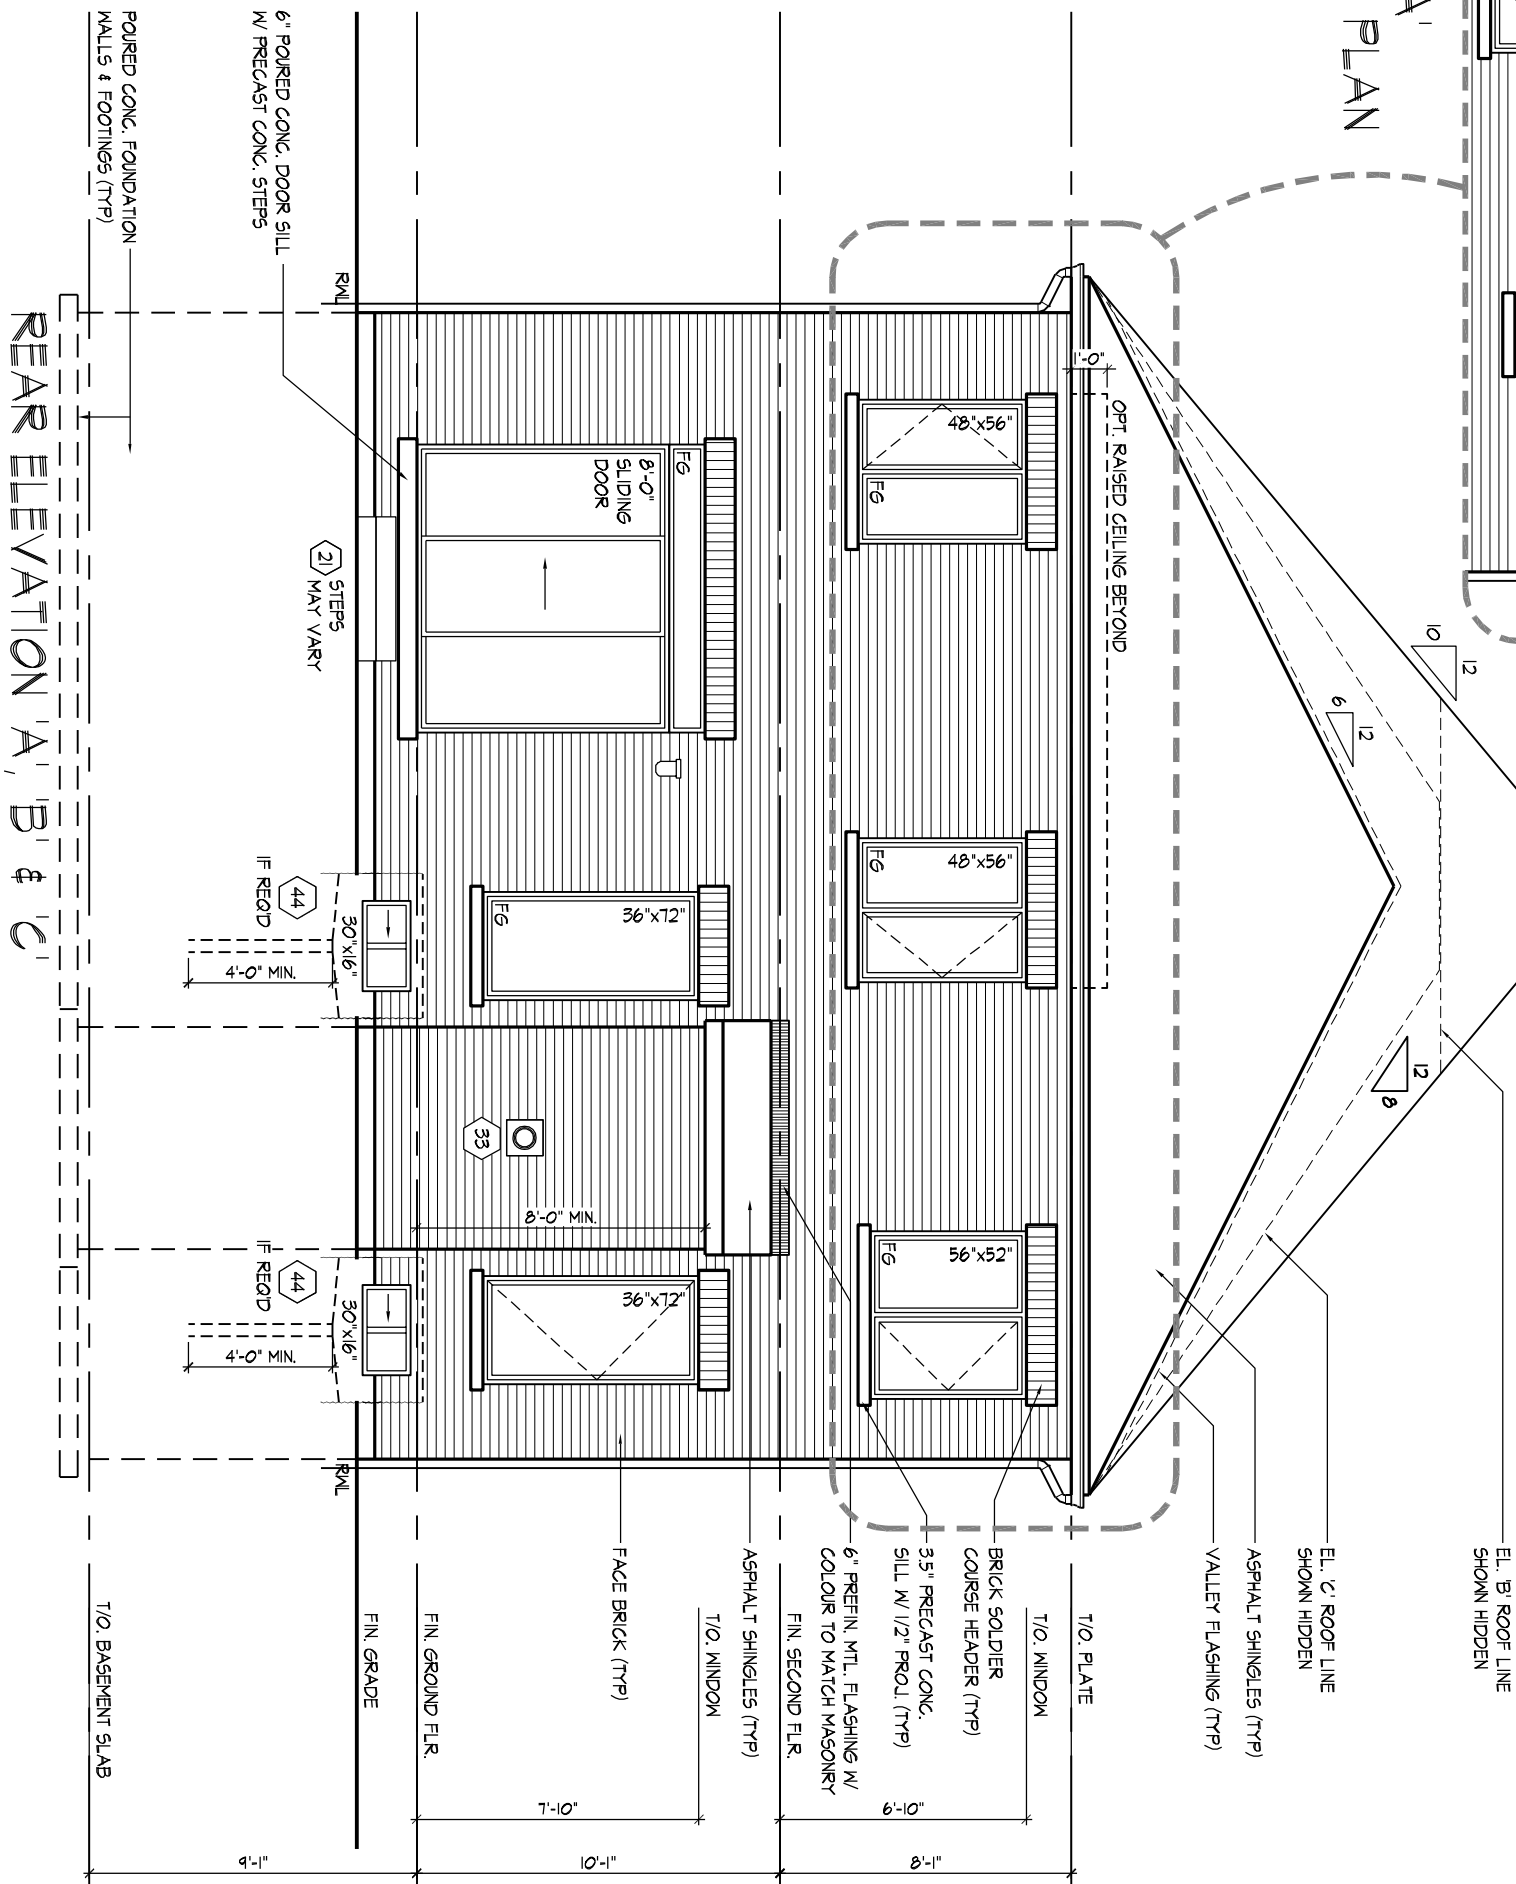 A'
PLAN
EL. 'B' ROOF LINE
SHOWN HIDDEN
EL. 'C' ROOF LINE
SHOWN HIDDEN
ASPHALT SHINGLES (TYP)
VALLEY FLASHING (TYP)
12
10
12
6
12
8
OPT. RAISED CEILING BEYOND
1'-0"
T/O. PLATE
T/O. WINDOW
BRICK SOLDIER
COURSE HEADER (TYP)
3.5" PRECAST CONC.
SILL W/ 1/2" PROJ. (TYP)
6" PREFIN. MTL. FLASHING W/
COLOUR TO MATCH MASONRY
FIN. SECOND FLR.
ASPHALT SHINGLES (TYP)
T/O. WINDOW
FACE BRICK (TYP)
FIN. GROUND FLR.
FIN. GRADE
T/O. BASEMENT SLAB
48"x56"
FG
48"x56"
FG
56"x52"
FG
FG
8'-0"
SLIDING
DOOR
36"x72"
FG
36"x72"
33
8'-0" MIN.
RWL
RWL
21
STEPS
MAY VARY
30"x16"
44
IF REQ'D
4'-0" MIN.
30"x16"
44
IF REQ'D
4'-0" MIN.
6'-10"
7'-10"
8'-1"
10'-1"
9'-1"
6" POURED CONC. DOOR SILL
W/ PRECAST CONC. STEPS
POURED CONC. FOUNDATION
WALLS & FOOTINGS (TYP)
REAR ELEVATION 'A', 'B' & 'C'